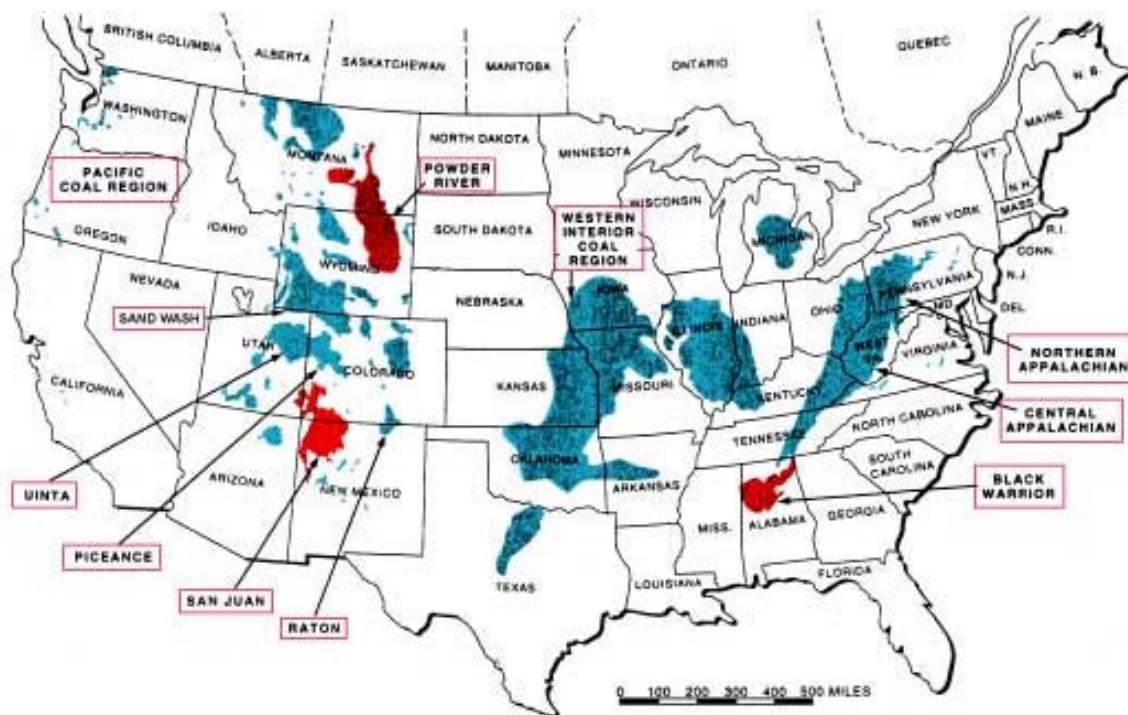 BRITISH COLUMBIA
ALBERTA
SASKATCHEWAN
MANITOBA
ONTARIO
QUEBEC
N. B.
WASHINGTON
MAINE
MONTANA
NORTH DAKOTA
MINNESOTA
VT.
N.H.
MASS.
R.I.
CONN.
PACIFIC
COAL REGION
POWDER
RIVER
WISCONSIN
NEW YORK
OREGON
IDAHO
SOUTH DAKOTA
WESTERN
INTERIOR
COAL
REGION
MICHIGAN
WYOMING
NEVADA
NEBRASKA
IOWA
PENNSYLVANIA
N.J.
SAND WASH
ILLINOIS
INDIANA
OHIO
MD.
DEL.
UTAH
COLORADO
WEST
VA.
VIRGINIA
NORTHERN
APPALACHIAN
CALIFORNIA
KANSAS
MISSOURI
KENTUCKY
CENTRAL
APPALACHIAN
NORTH CAROLINA
TENNESSEE
OKLAHOMA
ARKANSAS
SOUTH
CAROLINA
UINTA
ARIZONA
NEW MEXICO
BLACK
WARRIOR
MISS.
ALABAMA
GEORGIA
PICEANCE
TEXAS
LOUISIANA
FLORIDA
SAN JUAN
RATON
0 100 200 300 400 500 MILES